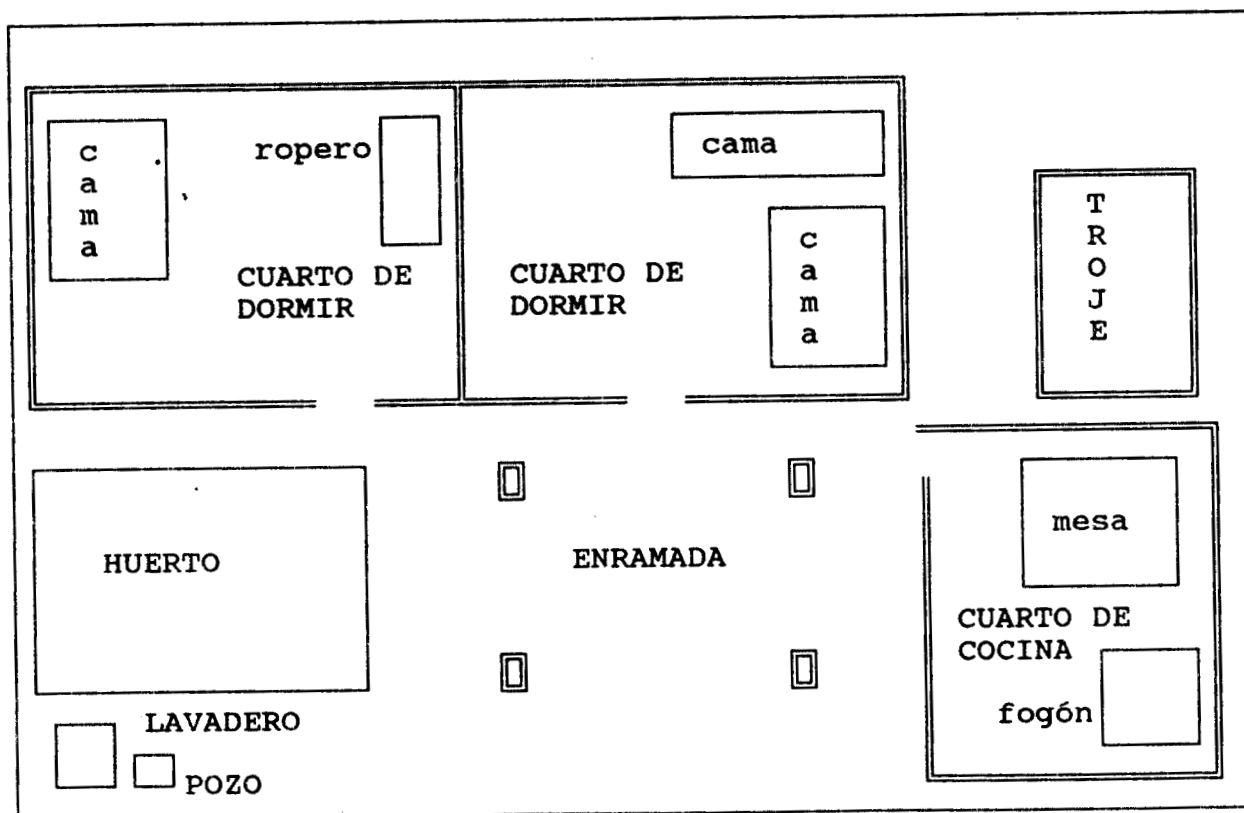 cama
ropero
CUARTO DE
DORMIR
cama
cama
CUARTO DE
DORMIR
TROJE
HUERTO
ENRAMADA
mesa
CUARTO DE
COCINA
fogón
LAVADERO
POZO